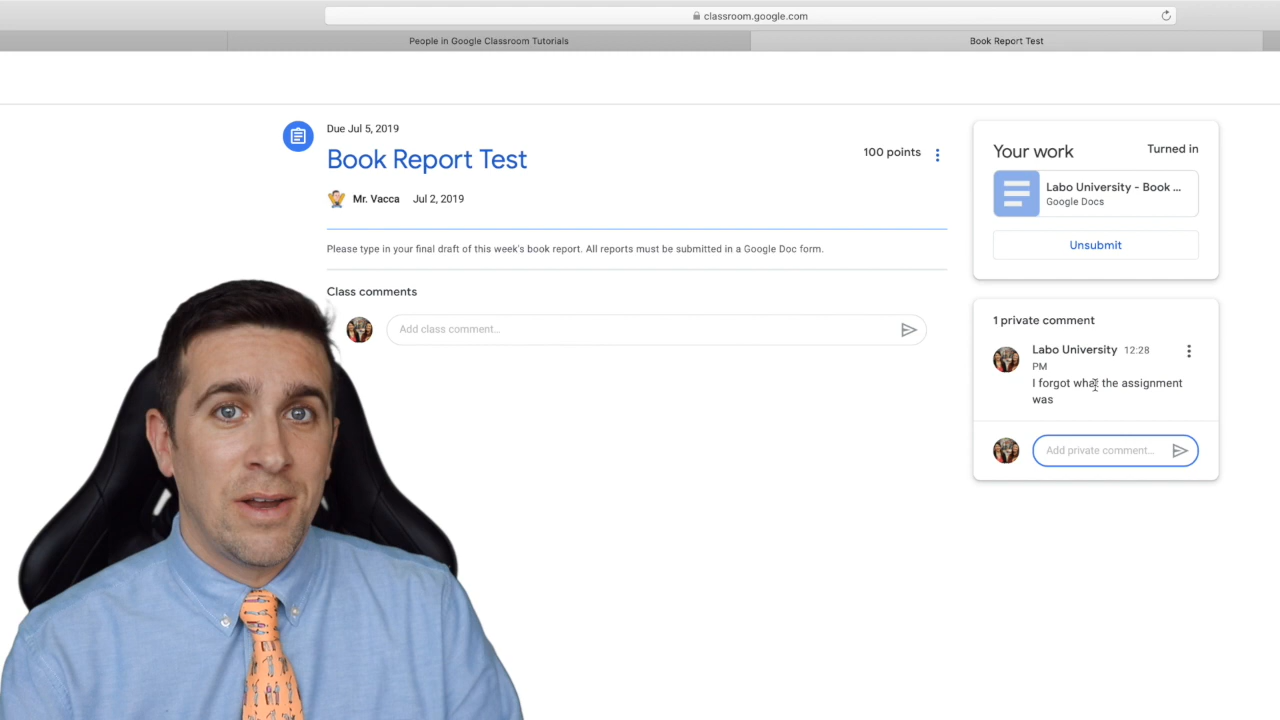 classroom.google.com
People in Google Classroom Tutorials
Book Report Test
Due Jul 5, 2019
Book Report Test
100 points
Mr. Vacca Jul 2, 2019
Please type in your final draft of this week's book report. All reports must be submitted in a Google Doc form.
Class comments
Add class comment...
Your work
Turned in
Labo University - Book ...
Google Docs
Unsubmit
1 private comment
Labo University 12:28
PM
I forgot what the assignment
was
Add private comment...